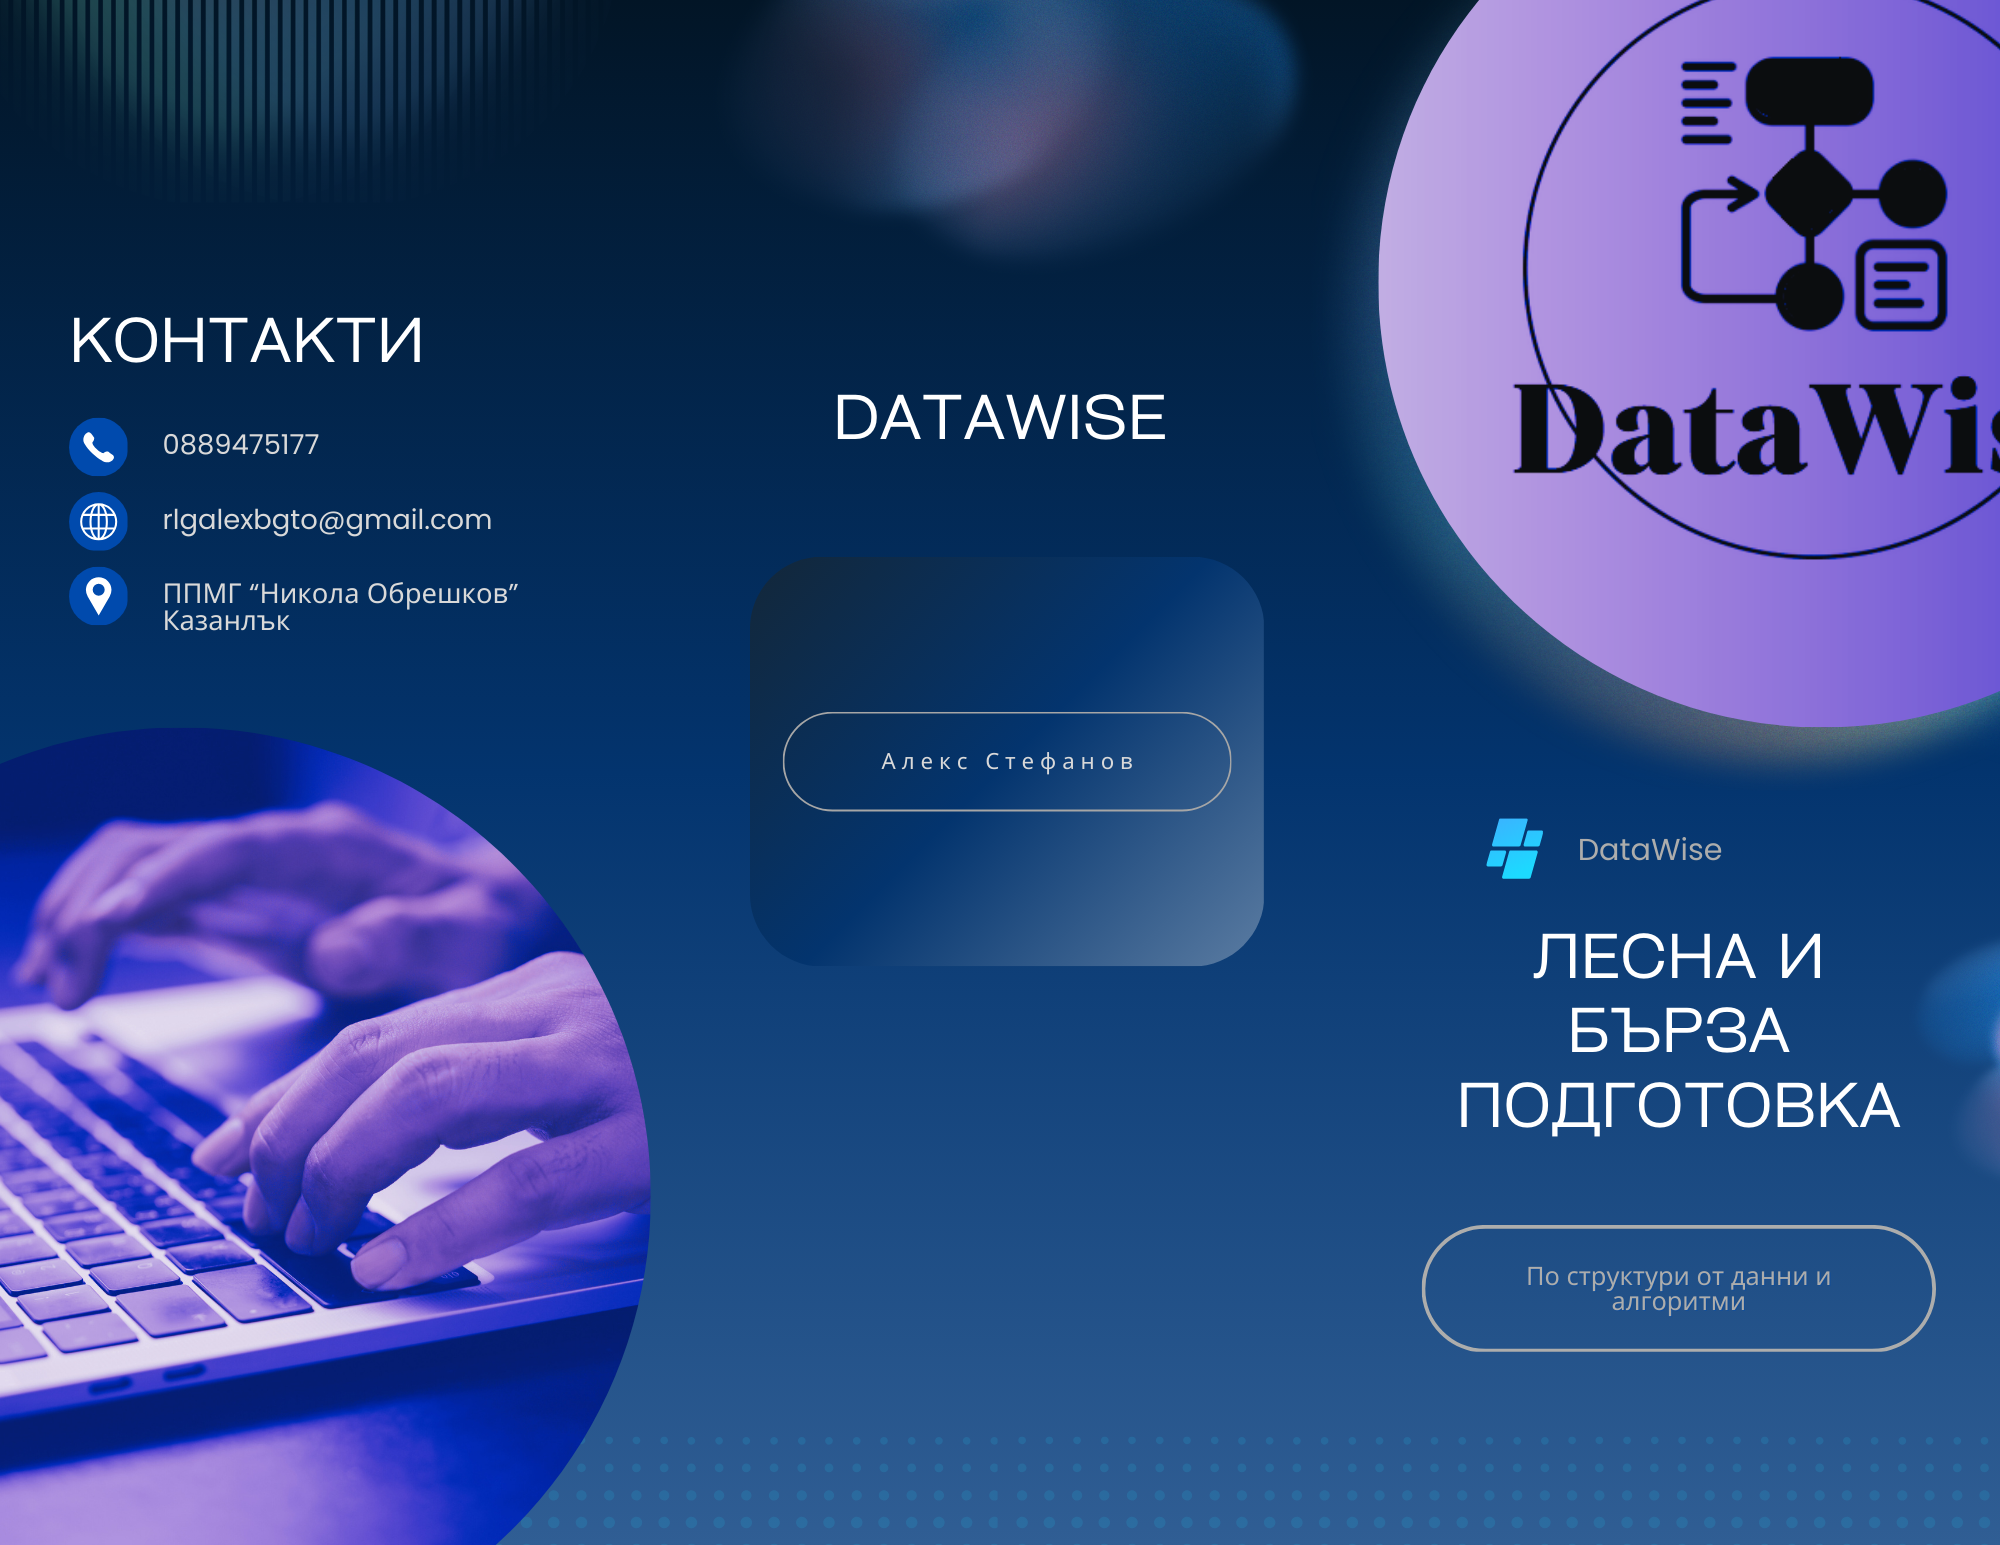 КОНТАКТИ
0889475177
rlgalexbgto@gmail.com
ППМГ “Никола Обрешков”
Казанлък
DATAWISE
Алекс Стефанов
DataWis
DataWise
ЛЕСНА И
БЪРЗА
ПОДГОТОВКА
По структури от данни и
алгоритми